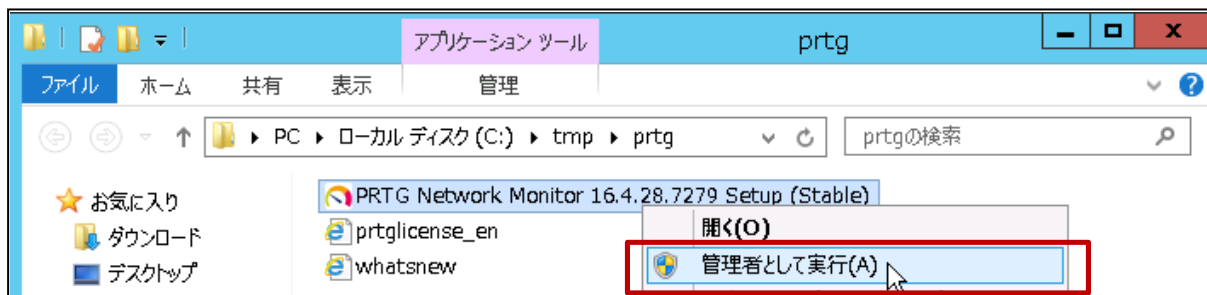 アプリケーション ツール
prtg
ファイル ホーム 共有 表示 管理
PC ローカル ディスク (C:) tmp prtg prtgの検索
お気に入り
ダウンロード
デスクトップ
PRTG Network Monitor 16.4.28.7279 Setup (Stable)
prtglicense_en
whatsnew
開く(O)
管理者として実行(A)